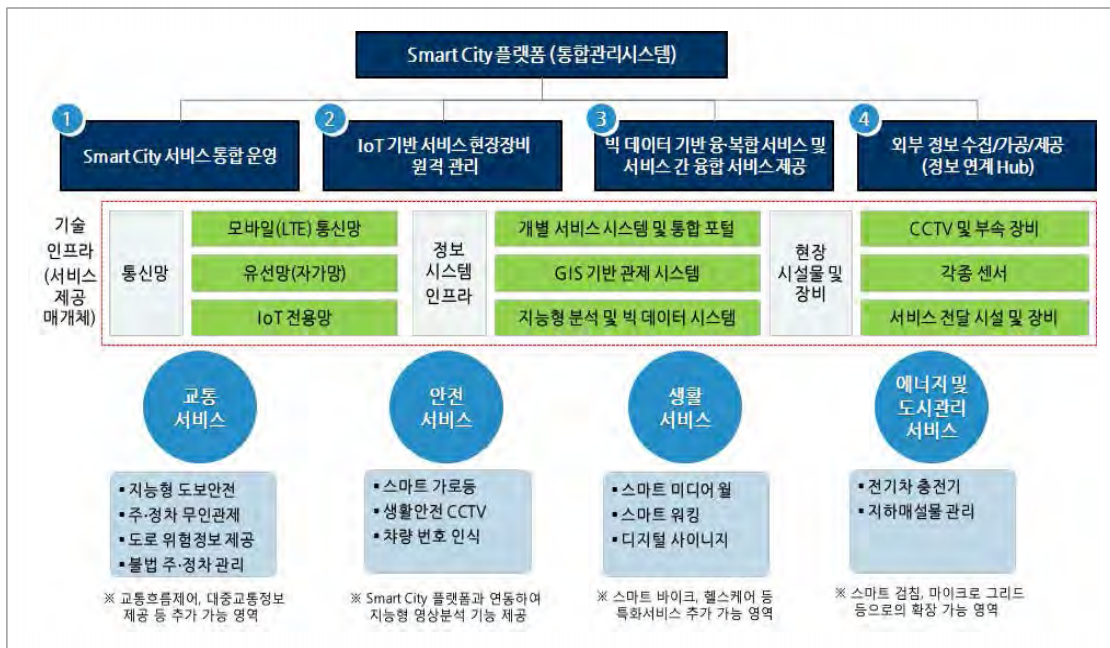 Smart City 플랫폼 (통합관리시스템)
1
Smart City 서비스 통합 운영
2
IoT 기반 서비스 현장장비
원격 관리
3
빅 데이터 기반 융·복합 서비스 및
서비스 간 융합 서비스 제공
4
외부 정보 수집/가공/제공
(정보 연계 Hub)
기술
인프라
(서비스
제공
매개체)
통신망
모바일(LTE) 통신망
유선망(자가망)
IoT 전용망
정보
시스템
인프라
개별 서비스 시스템 및 통합 포털
GIS 기반 관제 시스템
지능형 분석 및 빅 데이터 시스템
현장
시설물 및
장비
CCTV 및 부속 장비
각종 센서
서비스 전달 시설 및 장비
교통
서비스
▪ 지능형 도보안전
▪ 주·정차 무인관제
▪ 도로 위험정보 제공
▪ 불법 주·정차 관리
※ 교통흐름제어, 대중교통정보
제공 등 추가 가능 영역
안전
서비스
▪ 스마트 가로등
▪ 생활안전 CCTV
▪ 차량 번호 인식
※ Smart City 플랫폼과 연동하여
지능형 영상분석 기능 제공
생활
서비스
▪ 스마트 미디어 월
▪ 스마트 워킹
▪ 디지털 사이니지
※ 스마트 바이크, 헬스케어 등
특화서비스 추가 가능 영역
에너지 및
도시관리
서비스
▪ 전기차 충전기
▪ 지하매설물 관리
※ 스마트 검침, 마이크로 그리드
등으로의 확장 가능 영역